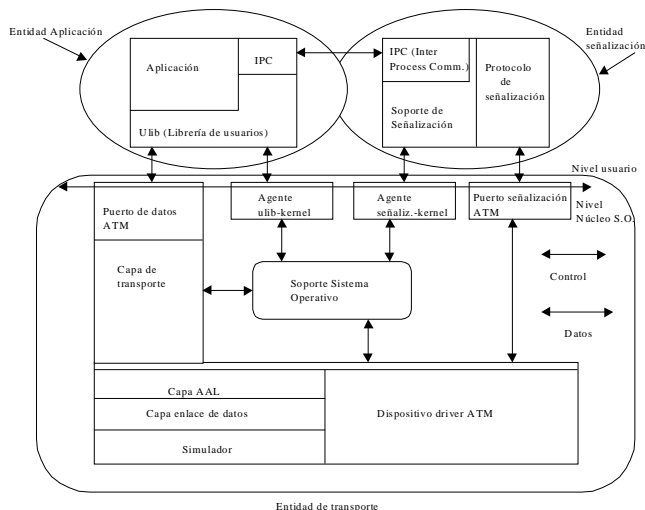 Entidad Aplicación
Entidad
señalización
Aplicación
IPC
Ulib (Librería de usuarios)
IPC (Inter
Process Comm.)
Protocolo
de
señalización
Soporte de
Señalización
Nivel usuario
Nivel
Núcleo S.O.
Puerto de datos
ATM
Agente
ulib-kernel
Agente
señaliz.-kernel
Puerto señalización
ATM
Capa de
transporte
Soporte Sistema
Operativo
Control
Datos
Capa AAL
Capa enlace de datos
Simulador
Dispositivo driver ATM
Entidad de transporte